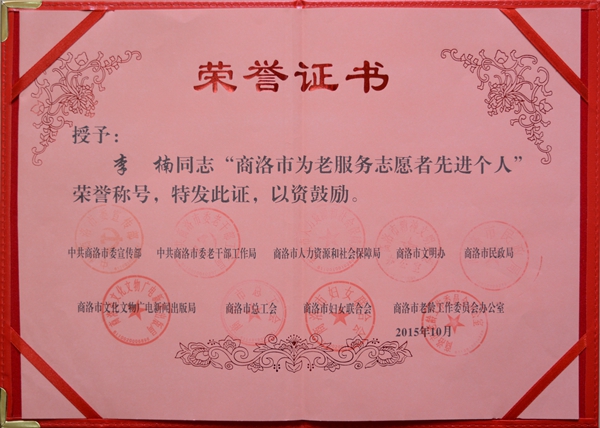 荣誉证书
授予：
李 楠同志“商洛市为老服务志愿者先进个人”
荣誉称号，特发此证，以资鼓励。
中共商洛市委宣传部 中共商洛市委老干部工作局 商洛市人力资源和社会保障局 商洛市文明办 商洛市民政局
商洛市文化文物广电新闻出版局 商洛市总工会 商洛市妇女联合会 商洛市老龄工作委员会办公室
2015年10月